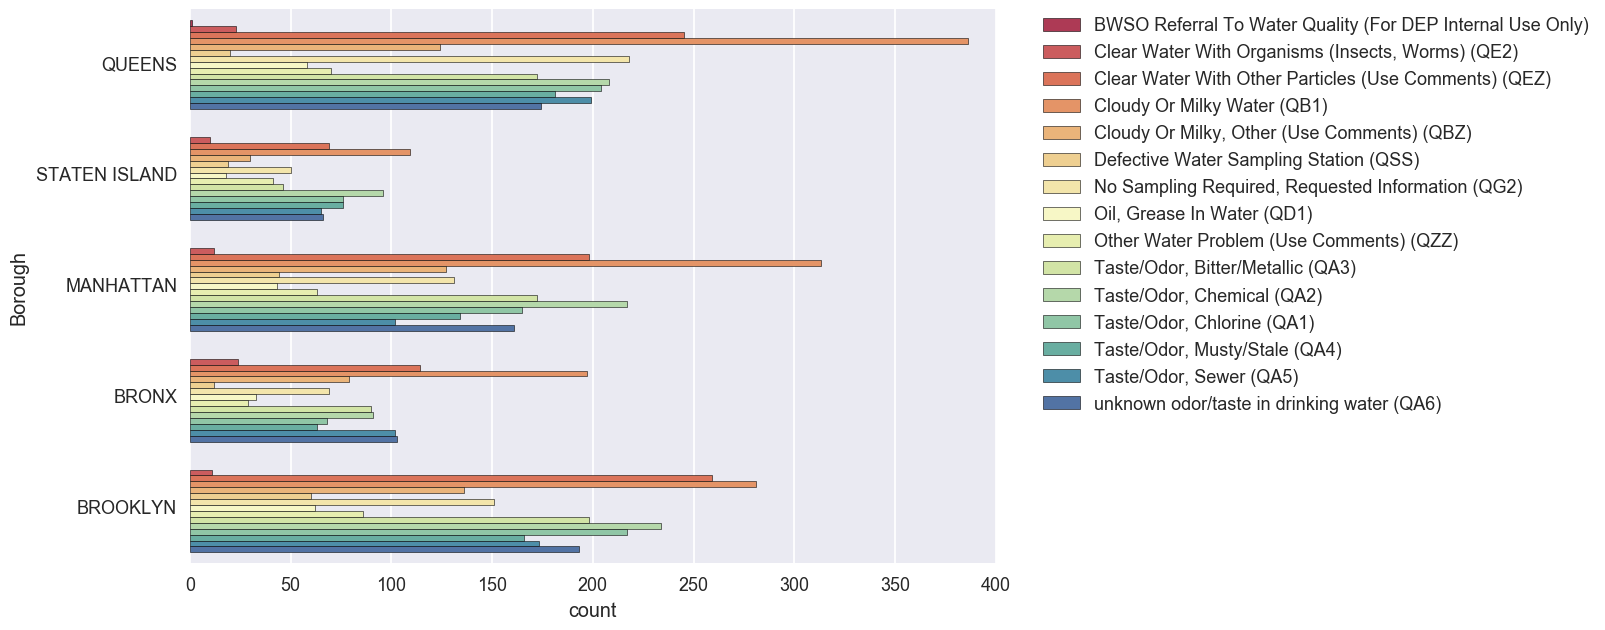 BWSO Referral To Water Quality (For DEP Internal Use Only)
Clear Water With Organisms (Insects, Worms) (QE2)
Clear Water With Other Particles (Use Comments) (QEZ)
Cloudy Or Milky Water (QB1)
Cloudy Or Milky, Other (Use Comments) (QBZ)
Defective Water Sampling Station (QSS)
No Sampling Required, Requested Information (QG2)
Oil, Grease In Water (QD1)
Other Water Problem (Use Comments) (QZZ)
Taste/Odor, Bitter/Metallic (QA3)
Taste/Odor, Chemical (QA2)
Taste/Odor, Chlorine (QA1)
Taste/Odor, Musty/Stale (QA4)
Taste/Odor, Sewer (QA5)
unknown odor/taste in drinking water (QA6)
Borough
QUEENS
STATEN ISLAND
MANHATTAN
BRONX
BROOKLYN
0 50 100 150 200 250 300 350 400
count